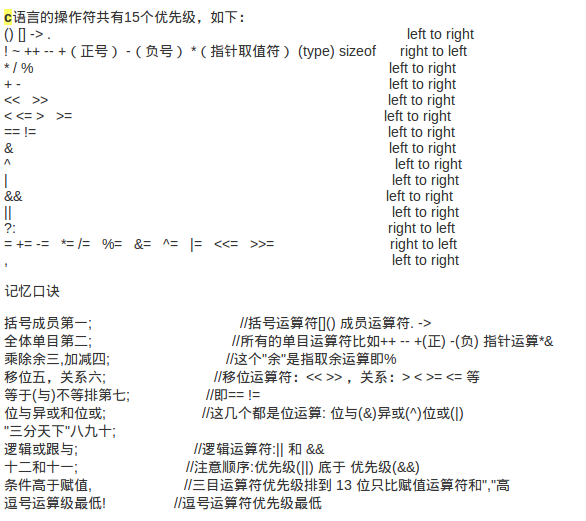 c语言的操作符共有15个优先级，如下：
() [] -> . left to right
! ~ ++ -- +（正号） -（负号） *（指针取值符） (type) sizeof right to left
* / % left to right
+ - left to right
<< >> left to right
< <= > >= left to right
== != left to right
& left to right
^ left to right
| left to right
&& left to right
|| left to right
?: right to left
= += -= *= /= %= &= ^= |= <<= >>= right to left
, left to right
记忆口诀
括号成员第一; //括号运算符[]() 成员运算符. ->
全体单目第二; //所有的单目运算符比如++ -- +(正) -(负) 指针运算*&
乘除余三,加减四; //这个"余"是指取余运算即%
移位五，关系六; //移位运算符：<< >> ，关系：> < >= <= 等
等于(与)不等排第七; //即== !=
位与异或和位或; //这几个都是位运算: 位与(&)异或(^)位或(|)
"三分天下"八九十;
逻辑或跟与; //逻辑运算符:|| 和 &&
十二和十一; //注意顺序:优先级(||) 底于 优先级(&&)
条件高于赋值, //三目运算符优先级排到 13 位只比赋值运算符和","高
逗号运算级最低! //逗号运算符优先级最低